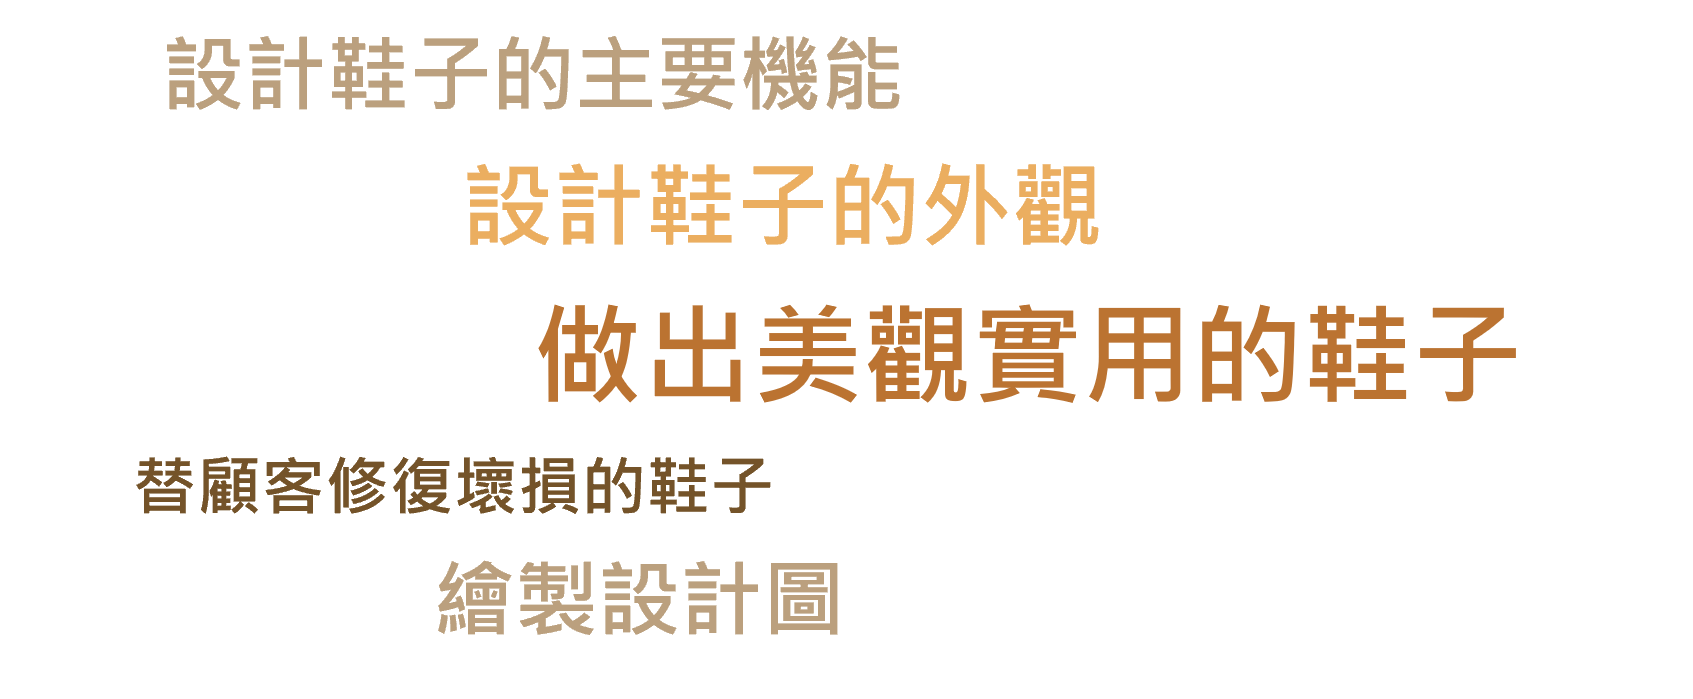 設計鞋子的主要機能
設計鞋子的外觀
做出美觀實用的鞋子
替顧客修復壞損的鞋子
繪製設計圖